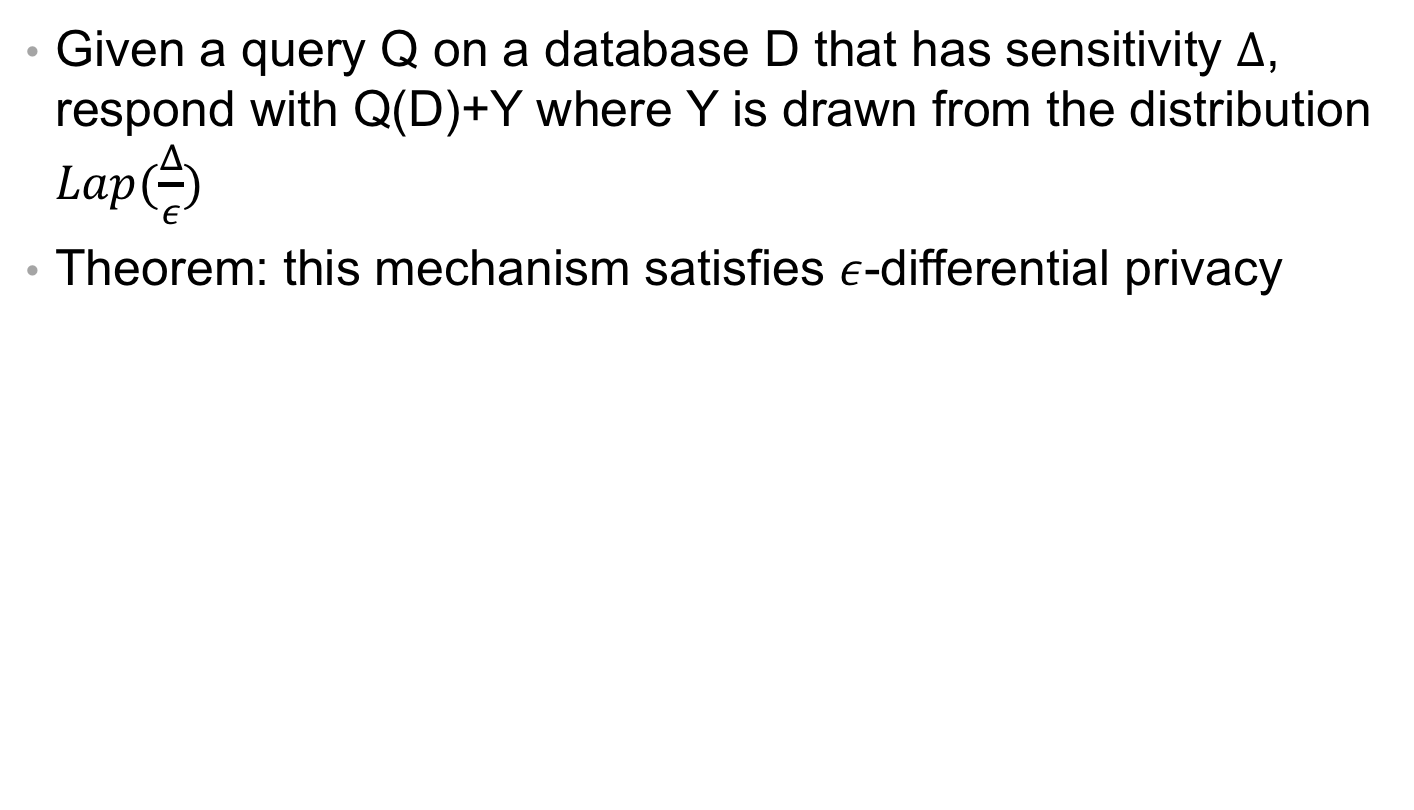 • Given a query Q on a database D that has sensitivity Δ,
respond with Q(D)+Y where Y is drawn from the distribution
Lap(Δ/ϵ)
• Theorem: this mechanism satisfies ϵ-differential privacy